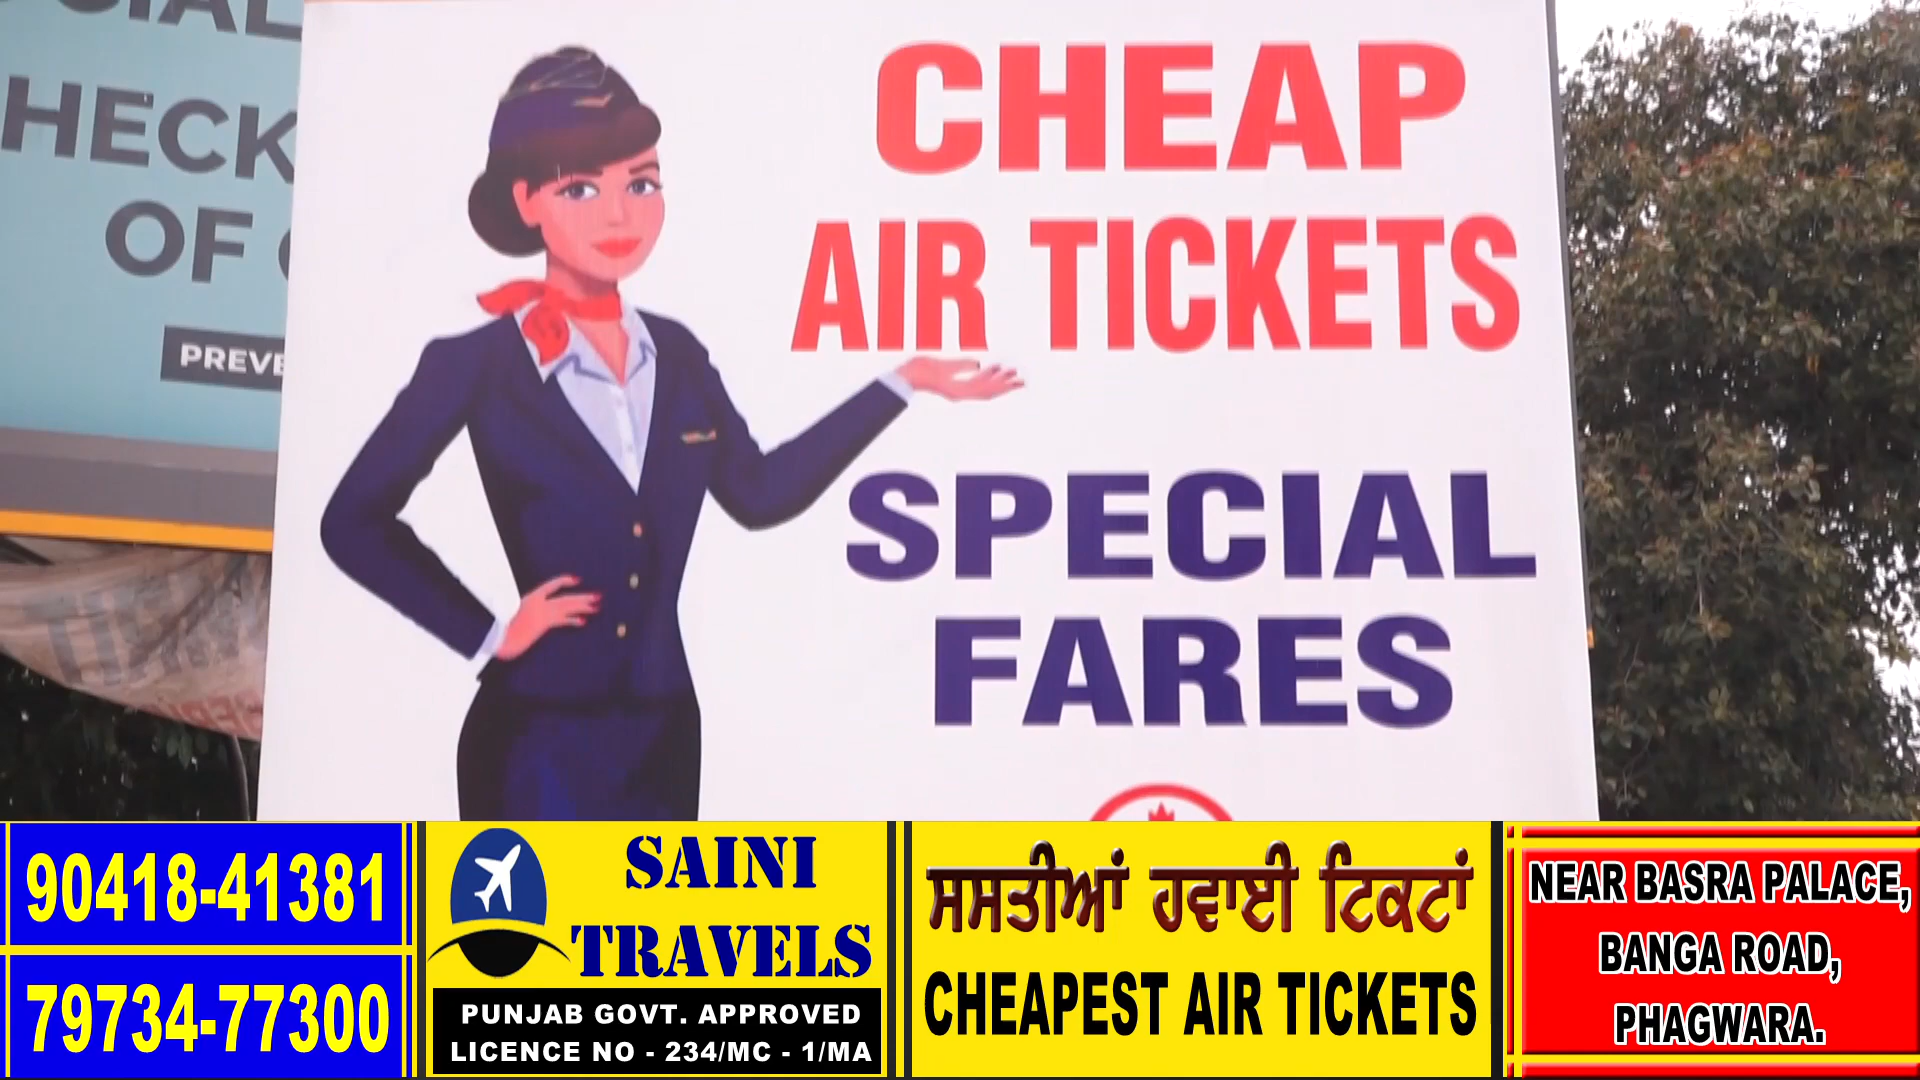 HECK
OF
CHEAP
AIR TICKETS
SPECIAL
FARES
90418-41381
79734-77300
SAINI
TRAVELS
PUNJAB GOVT. APPROVED
LICENCE NO - 234/MC - 1/MA
ਸਸਤੀਆਂ ਹਵਾਈ ਟਿਕਟਾਂ
CHEAPEST AIR TICKETS
NEAR BASRA PALACE,
BANGA ROAD,
PHAGWARA.